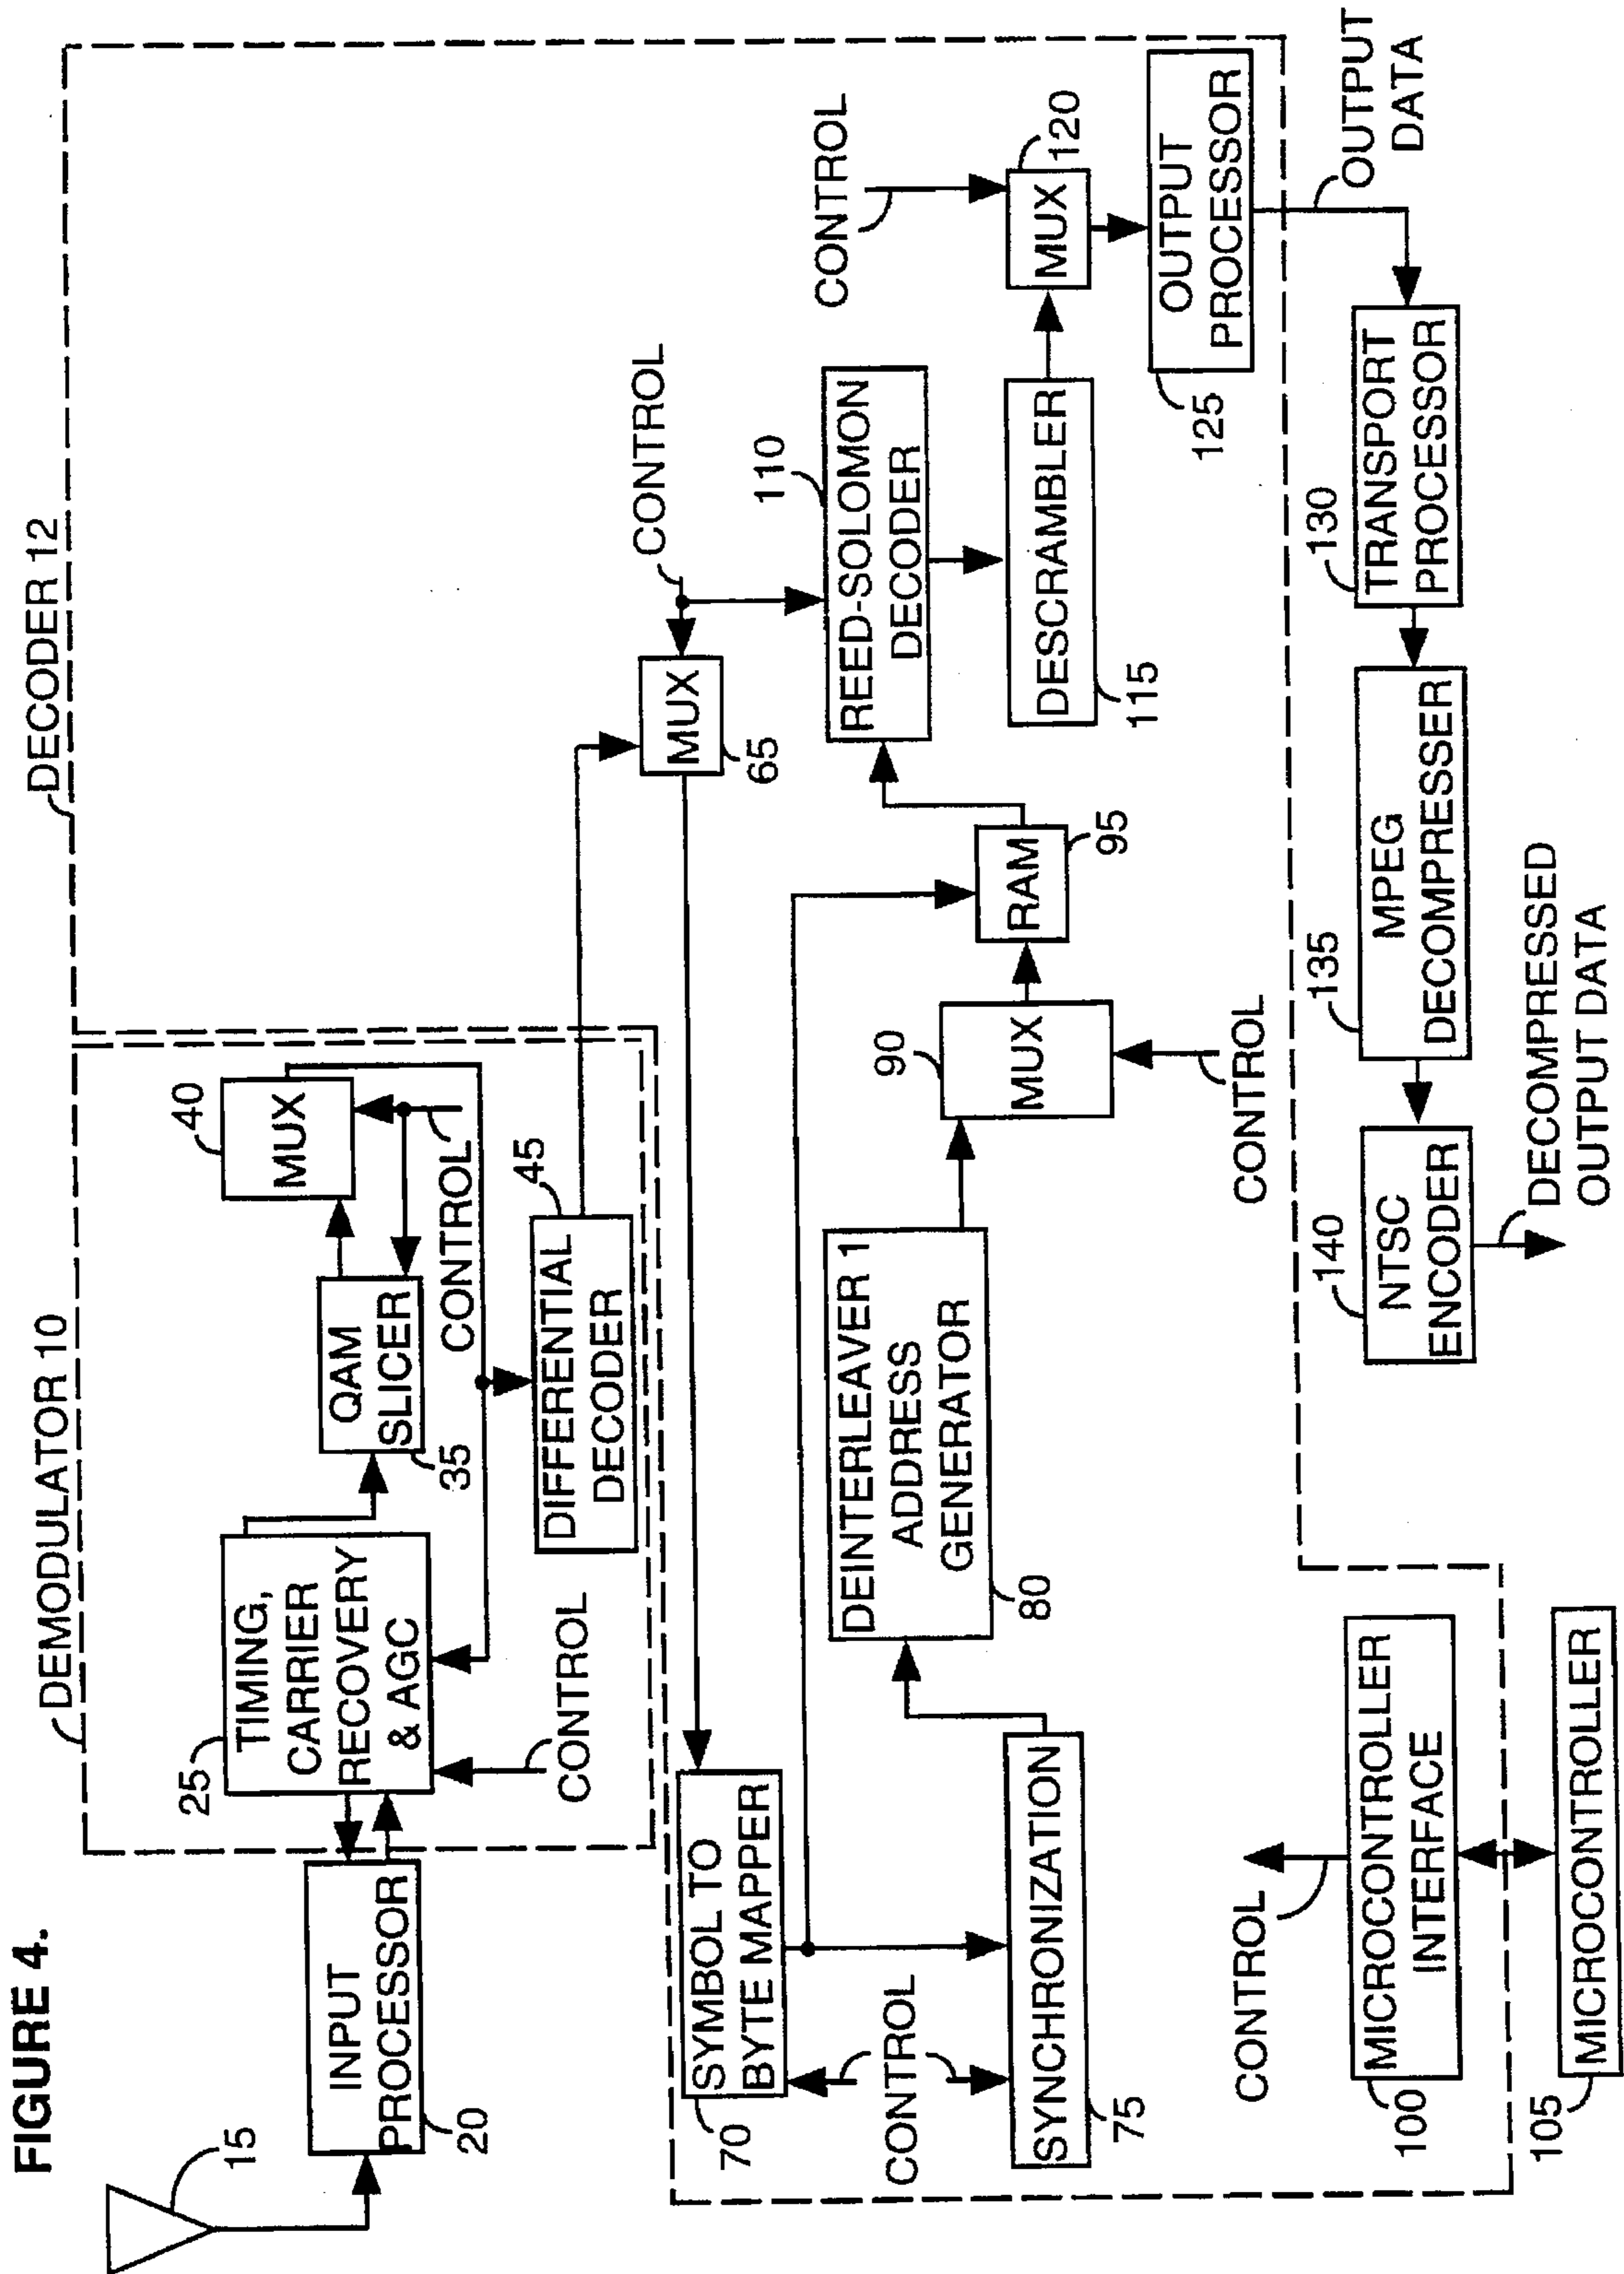 FIGURE 4.
DEMODULATOR 10
DECODER 12
15
INPUT
PROCESSOR
20
25
TIMING,
CARRIER
RECOVERY
& AGC
CONTROL
QAM
SLICER
35
40
MUX
CONTROL
45
DIFFERENTIAL
DECODER
MUX
65
CONTROL
SYMBOL TO
BYTE MAPPER
70
CONTROL
SYNCHRONIZATION
75
DEINTERLEAVER 1
ADDRESS
GENERATOR
80
90
MUX
CONTROL
RAM
95
110
REED-SOLOMON
DECODER
DESCRAMBLER
115
CONTROL
MUX
120
OUTPUT
PROCESSOR
125
OUTPUT
DATA
CONTROL
MICROCONTROLLER
INTERFACE
100
MICROCONTROLLER
105
130
TRANSPORT
PROCESSOR
135
MPEG
DECOMPRESSER
140
NTSC
ENCODER
DECOMPRESSED
OUTPUT DATA